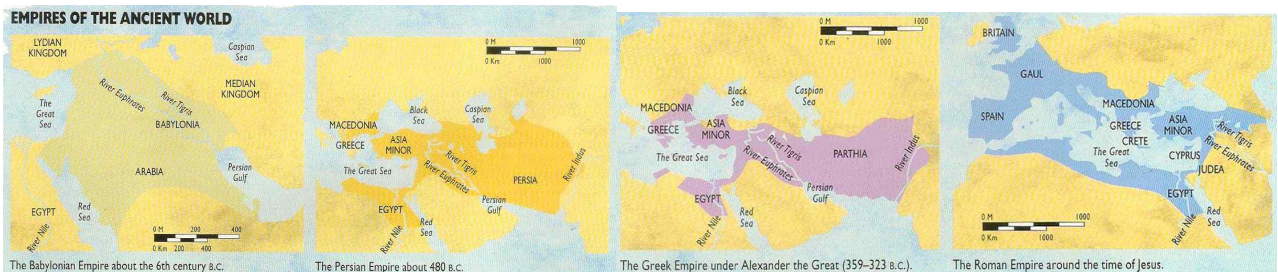 EMPIRES OF THE ANCIENT WORLD
LYDIAN
KINGDOM
Caspian
Sea
MEDIAN
KINGDOM
River Euphrates
River Tigris
The
Great
Sea
BABYLONIA
ARABIA
Persian
Gulf
EGYPT
Red
Sea
River Nile
0 M 200 400
0 Km 200 400
The Babylonian Empire about the 6th century B.C.
0 M 1000
0 Km 1000
Black
Sea
Caspian
Sea
MACEDONIA
GREECE
ASIA
MINOR
The Great Sea
River Tigris
River Euphrates
PERSIA
River Indus
Persian
Gulf
EGYPT
Red
Sea
River Nile
The Persian Empire about 480 B.C.
0 M 1000
0 Km 1000
Black
Sea
Caspian
Sea
MACEDONIA
GREECE
ASIA
MINOR
The Great Sea
River Tigris
River Euphrates
PARTHIA
River Indus
Persian
Gulf
EGYPT
Red
Sea
River Nile
The Greek Empire under Alexander the Great (359–323 B.C.).
BRITAIN
GAUL
SPAIN
MACEDONIA
GREECE
ASIA
MINOR
CRETE
The Great
Sea
CYPRUS
River Tigris
River Euphrates
JUDEA
EGYPT
Red
Sea
River Nile
0 M 1000
0 Km 1000
The Roman Empire around the time of Jesus.